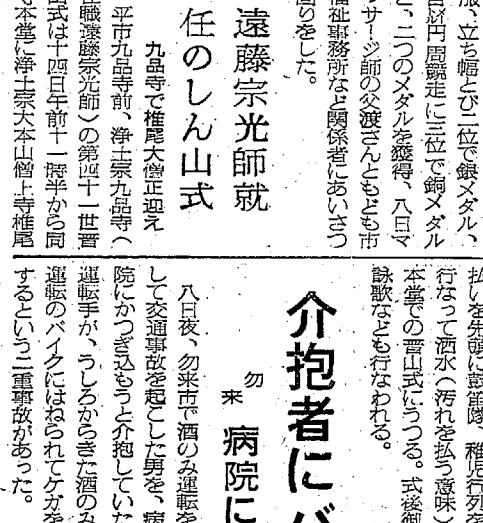 服、立ち幅とび二位で銀メダル、
百財円周競走に三位で銅メダル
と、二つのメダルを獲得、八日マ
ッサージ師の父渡さんともども市
福祉事務所など関係者にあいさつ
回りをした。
遠藤宗光師就
任のしん山式
九品寺で椎尾大僧正迎え
平市九品寺前、浄土宗九品寺（
住職遠藤宗光師）の第四十一世晋
山式は十四日午前十一時半から同
寺本堂に浄土宗大本山増上寺椎尾
払いを先頭に鼓笛隊、稚児行列を
行なって洒水（汚れを払う意味）
本堂での晋山式にうつる。式後御
詠歌なども行なわれる。
介抱者にバ
勿来
病院に
八日夜、勿来市で酒のみ運転を
して交通事故を起こした男を、病
院にかつぎ込もうと介抱していた
運転手が、うしろからきた酒のみ
運転のバイクにはねられてケガを
するという二重事故があった。